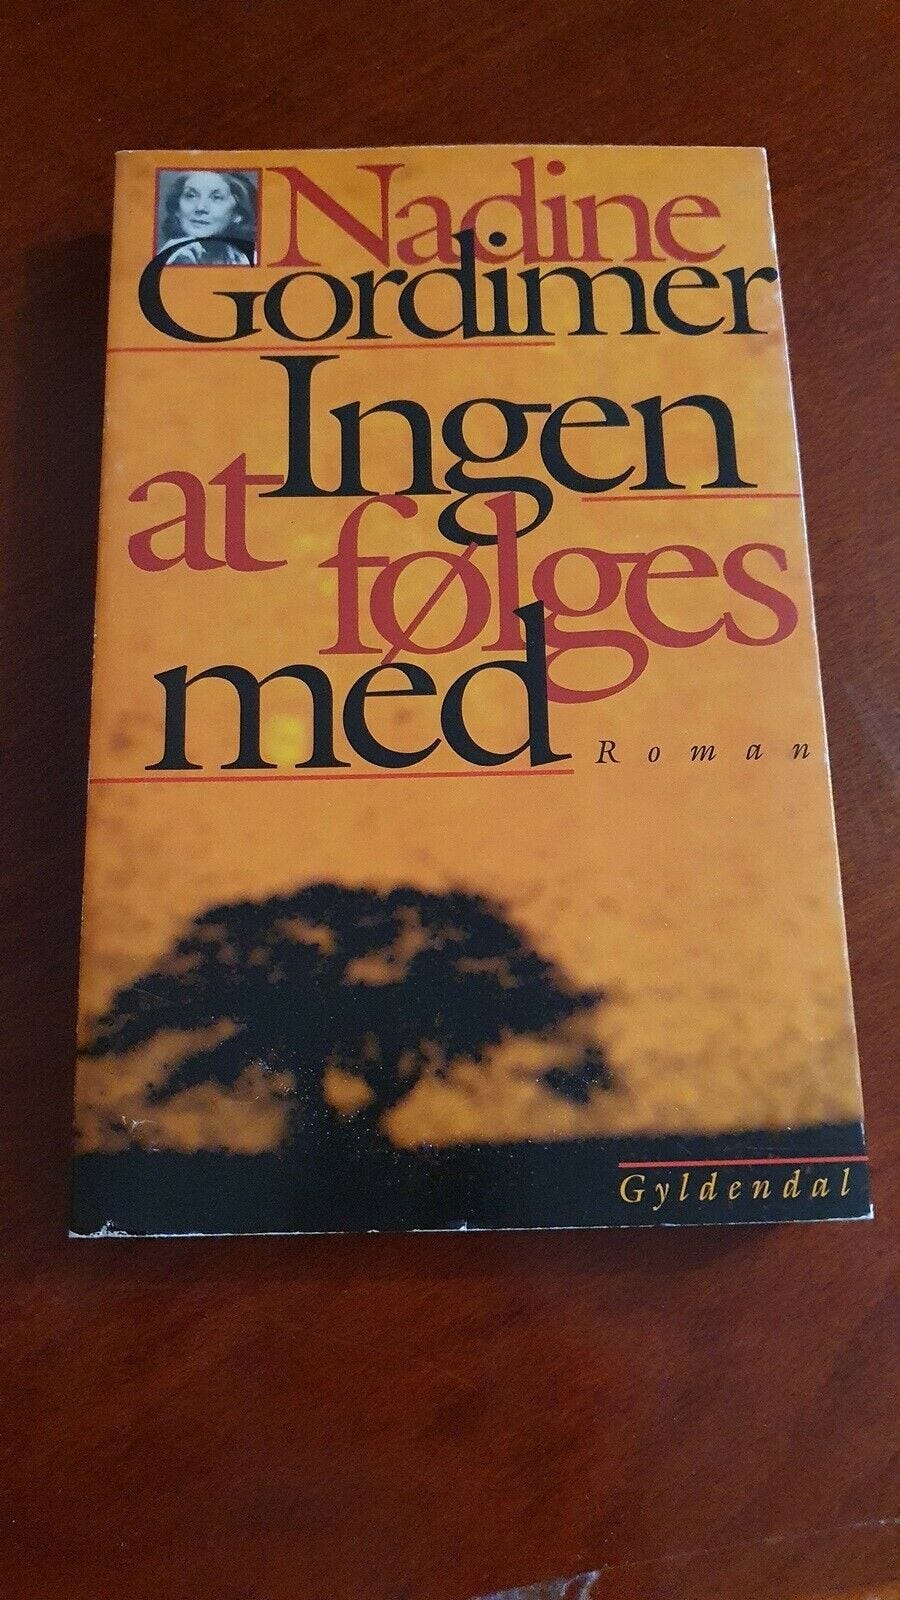 Nadine
Gordimer
Ingen
at følges
med
Roman
Gyldendal